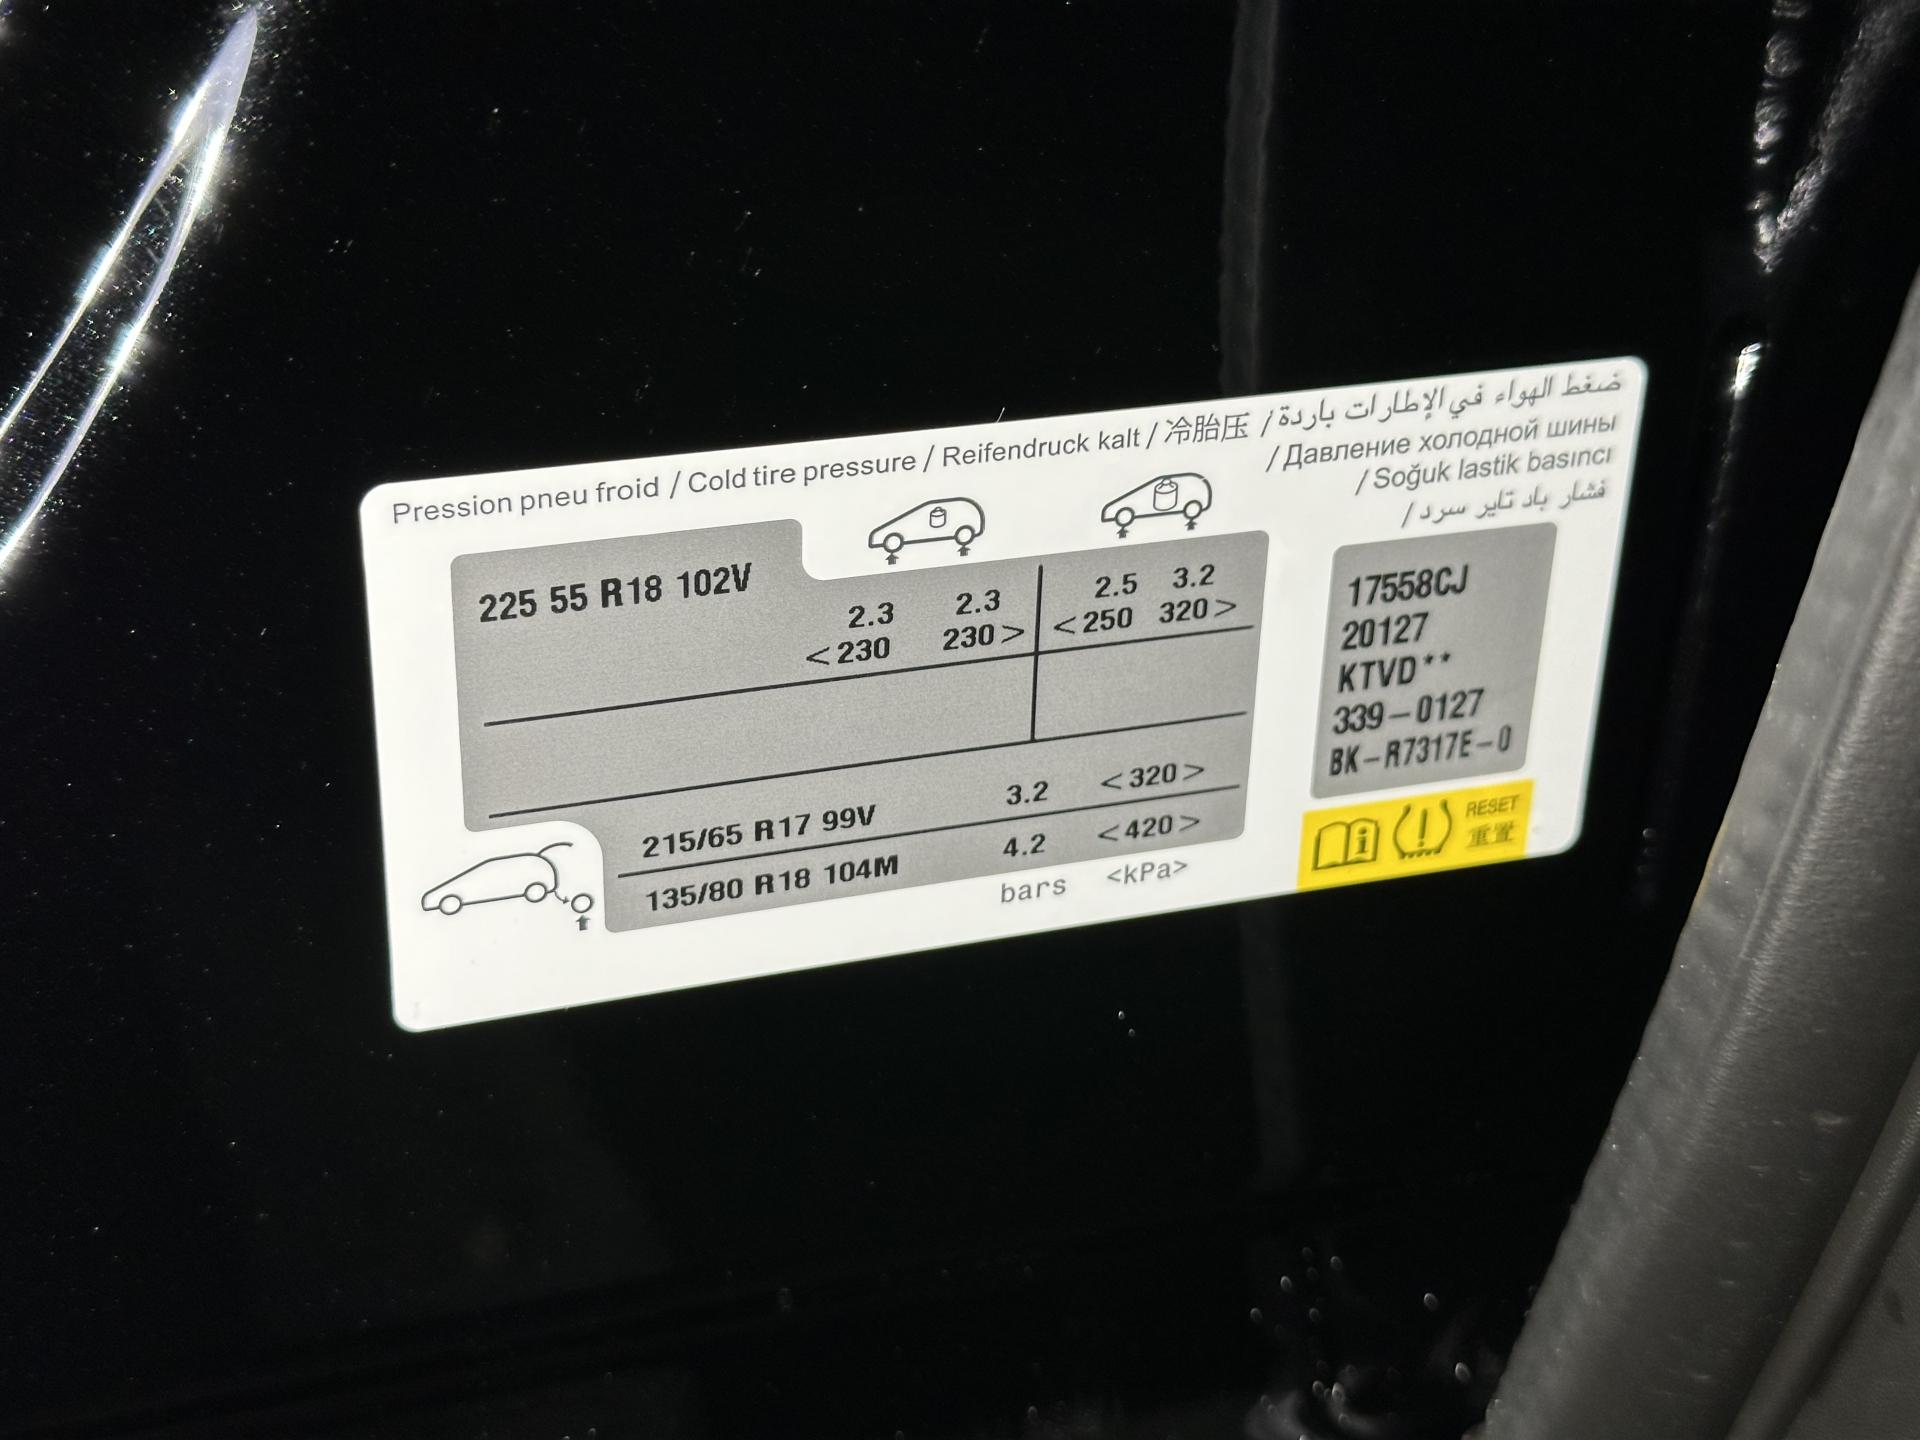 Pression pneu froid / Cold tire pressure / Reifendruck kalt / 冷胎压 / ضغط الهواء في الإطارات باردة
/ Давление холодной шины
/ Soğuk lastik basıncı
/ فشار باد تایر سرد
225 55 R18 102V
2.3 2.3 2.5 3.2
<230 230> <250 320>
215/65 R17 99V 3.2 <320>
135/80 R18 104M 4.2 <420>
bars <kPa>
17558CJ
20127
KTVD**
339-0127
BK-R7317E-0
RESET
重置